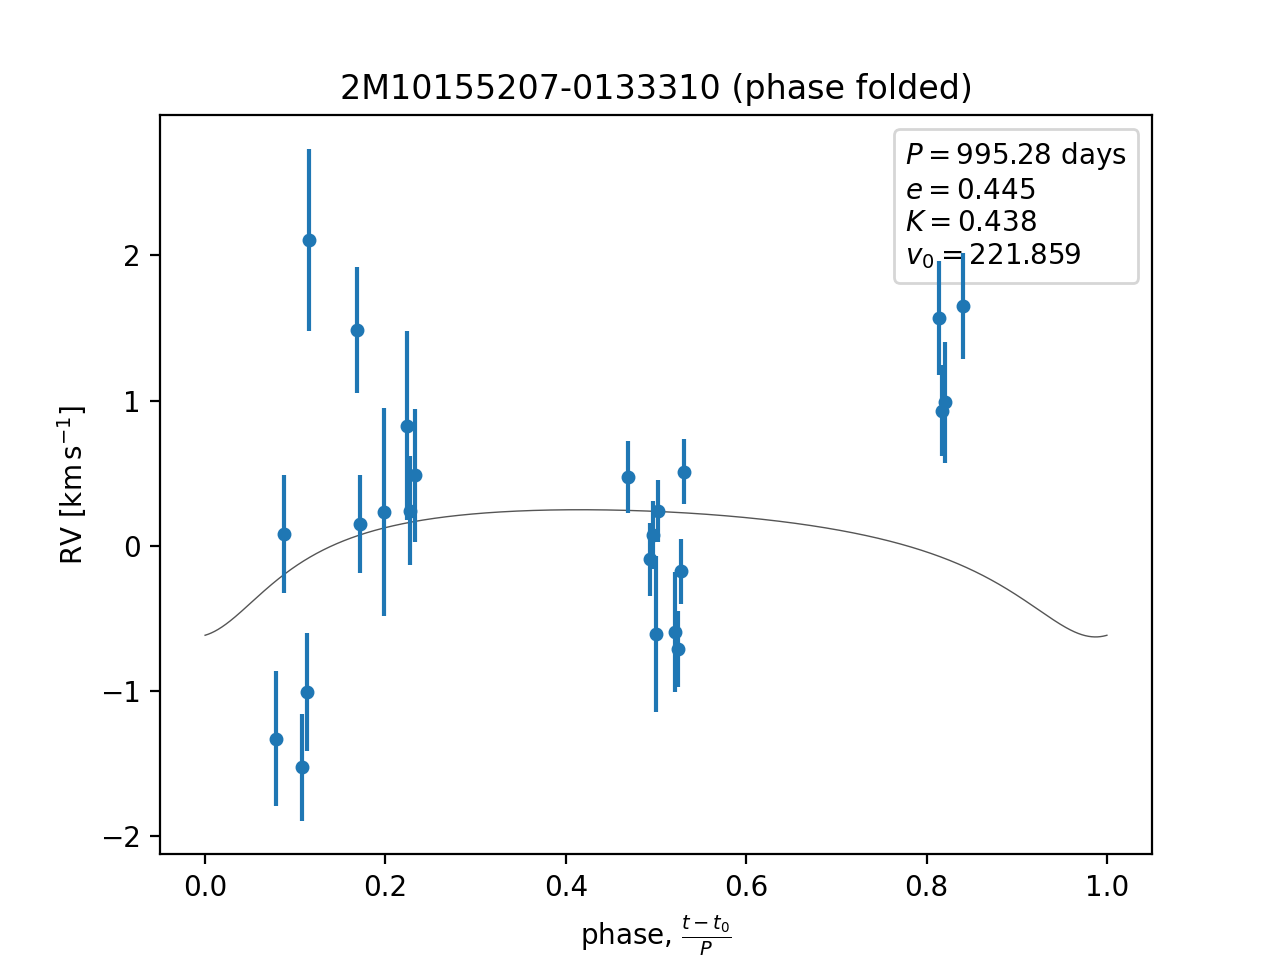 2M10155207-0133310 (phase folded)
P = 995.28 days
e = 0.445
K = 0.438
v₀ = 221.859
2
1
0
−1
−2
RV [km s⁻¹]
0.0 0.2 0.4 0.6 0.8 1.0
phase, (t − t₀)/P